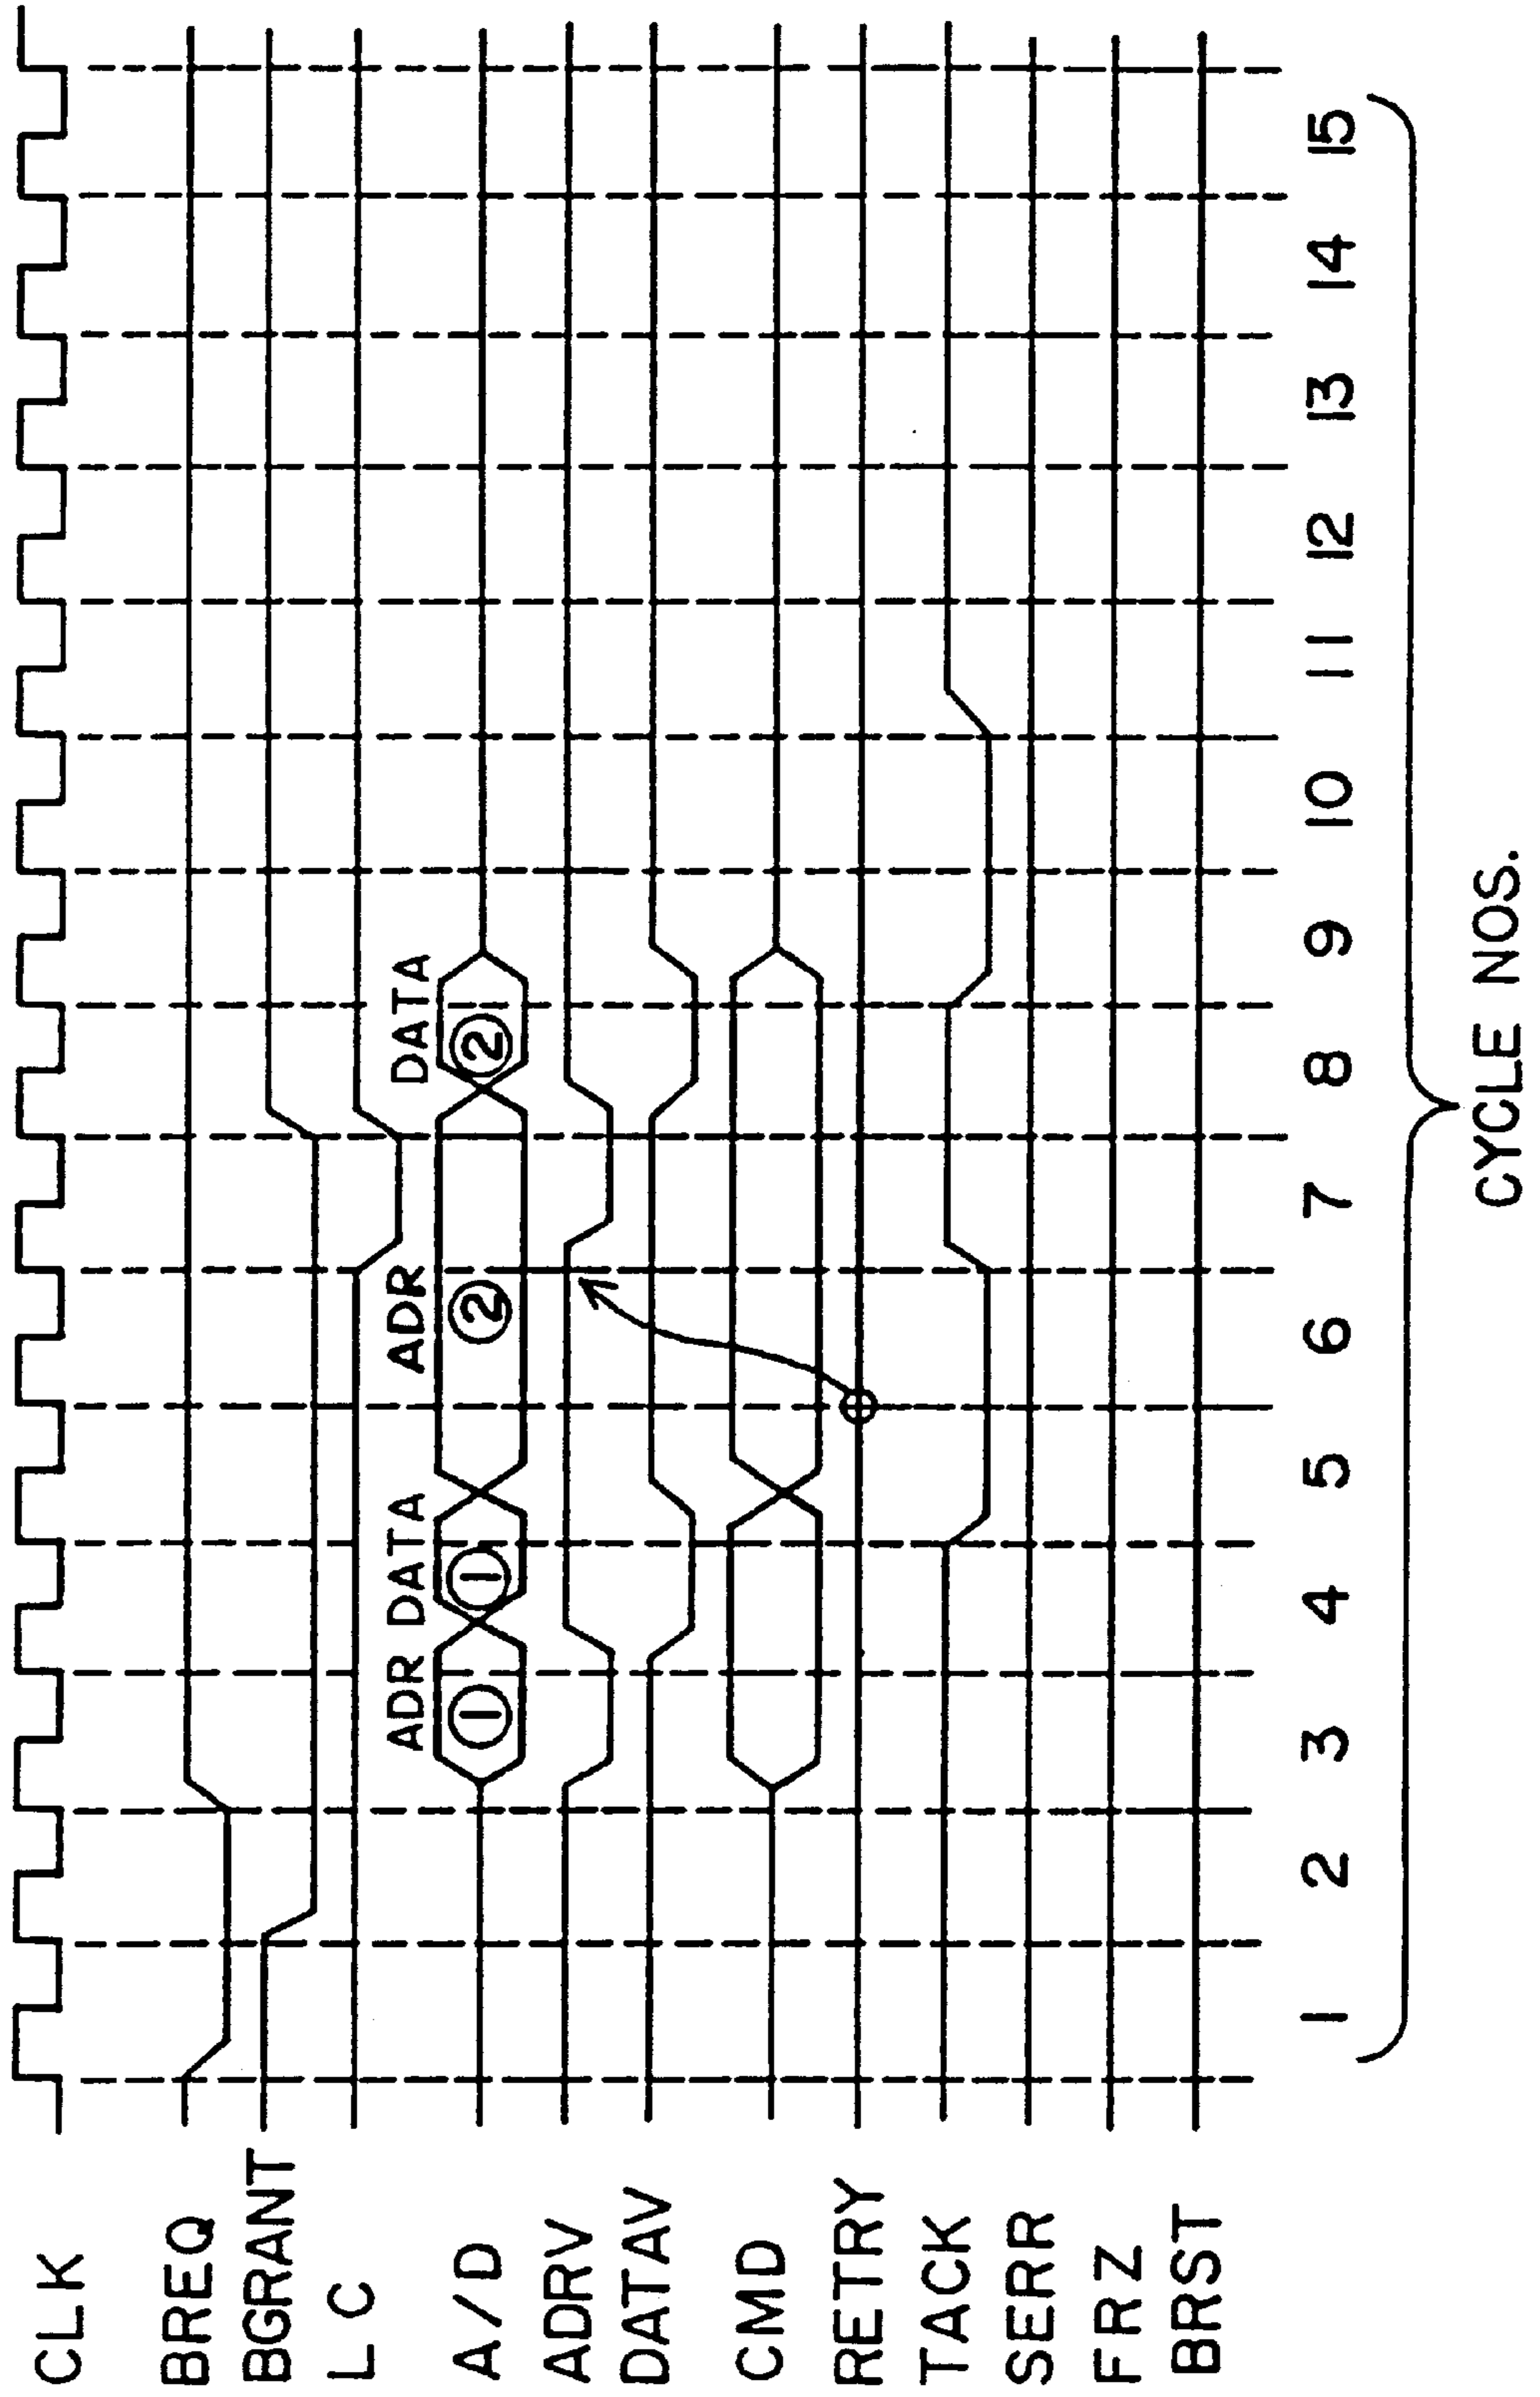 CLK
BREQ
BGRANT
LC
ADR DATA ADR DATA
A/D ① ① ② ②
ADRV
DATAV
CMD
RETRY
TACK
SERR
FRZ
BRST
1 2 3 4 5 6 7 8 9 10 11 12 13 14 15
CYCLE NOS.